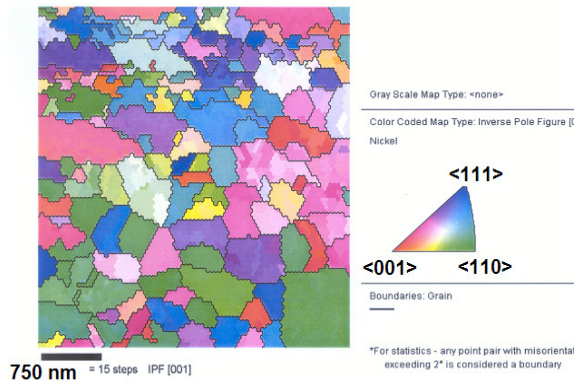 Gray Scale Map Type: <none>
Color Coded Map Type: Inverse Pole Figure [0
Nickel
<111>
<001>
<110>
Boundaries: Grain
*For statistics - any point pair with misorientat
exceeding 2° is considered a boundary
750 nm = 15 steps IPF [001]